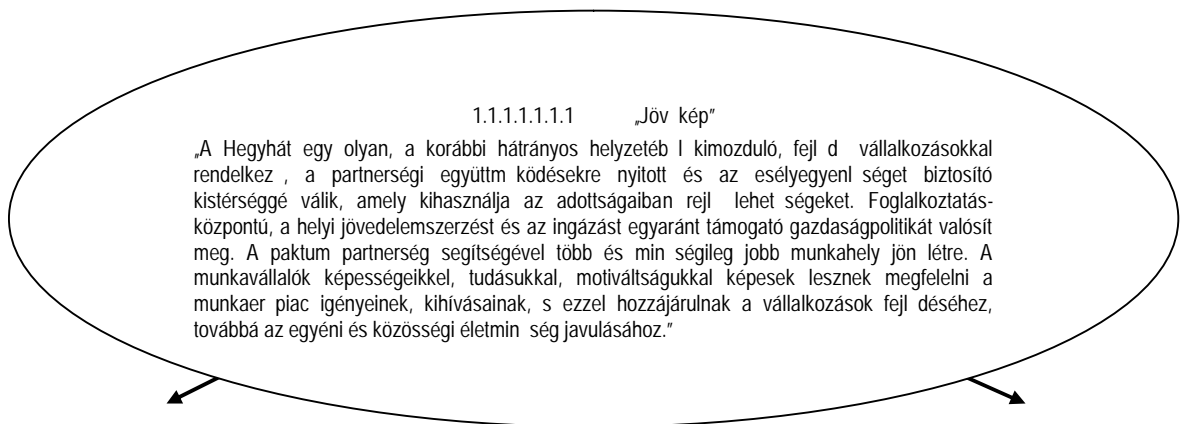 1.1.1.1.1.1.1 „Jöv kép”
„A Hegyhát egy olyan, a korábbi hátrányos helyzetéb l kimozduló, fejl d vállalkozásokkal
rendelkez , a partnerségi együttm ködésekre nyitott és az esélyegyenl séget biztosító
kistérséggé válik, amely kihasználja az adottságaiban rejl lehet ségeket. Foglalkoztatás-
központú, a helyi jövedelemszerzést és az ingázást egyaránt támogató gazdaságpolitikát valósít
meg. A paktum partnerség segítségével több és min ségileg jobb munkahely jön létre. A
munkavállalók képességeikkel, tudásukkal, motiváltságukkal képesek lesznek megfelelni a
munkaer piac igényeinek, kihívásainak, s ezzel hozzájárulnak a vállalkozások fejl déséhez,
továbbá az egyéni és közösségi életmin ség javulásához.”